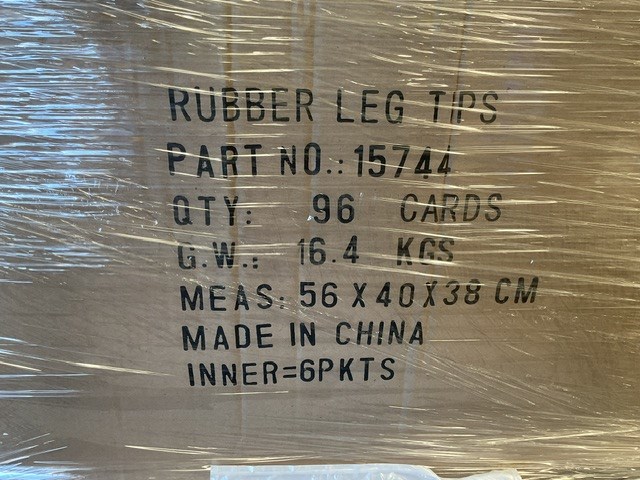 RUBBER LEG TIPS
PART NO.: 15744
QTY: 96 CARDS
G.W.: 16.4 KGS
MEAS: 56 X 40 X 38 CM
MADE IN CHINA
INNER=6PKTS